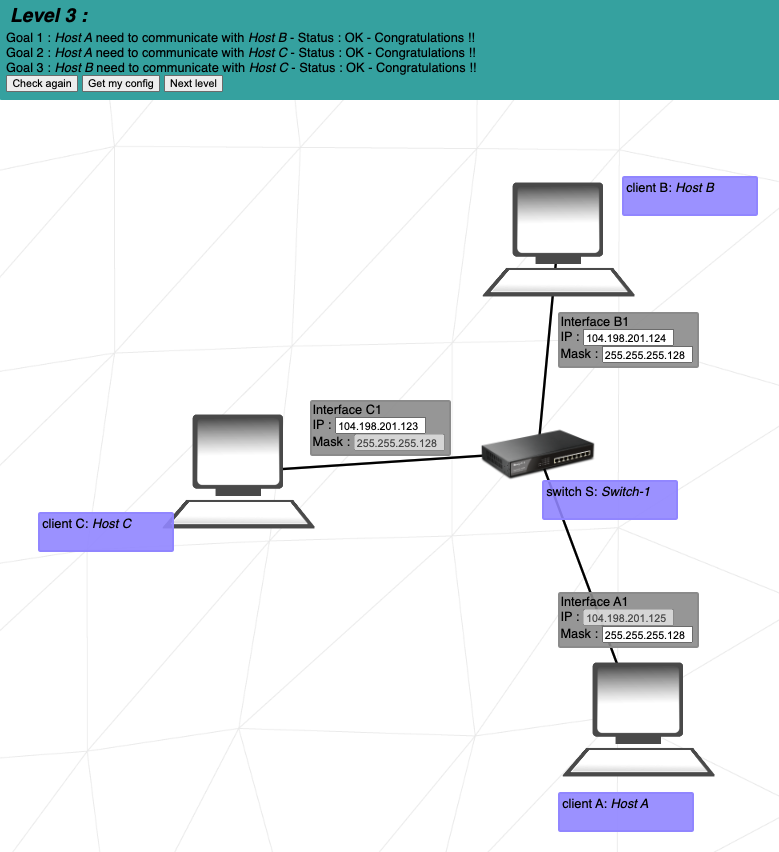 Level 3 :
Goal 1 : Host A need to communicate with Host B - Status : OK - Congratulations !!
Goal 2 : Host A need to communicate with Host C - Status : OK - Congratulations !!
Goal 3 : Host B need to communicate with Host C - Status : OK - Congratulations !!
Check again Get my config Next level
client B: Host B
Interface B1
IP : 104.198.201.124
Mask : 255.255.255.128
Interface C1
IP : 104.198.201.123
Mask : 255.255.255.128
switch S: Switch-1
client C: Host C
Interface A1
IP : 104.198.201.125
Mask : 255.255.255.128
client A: Host A